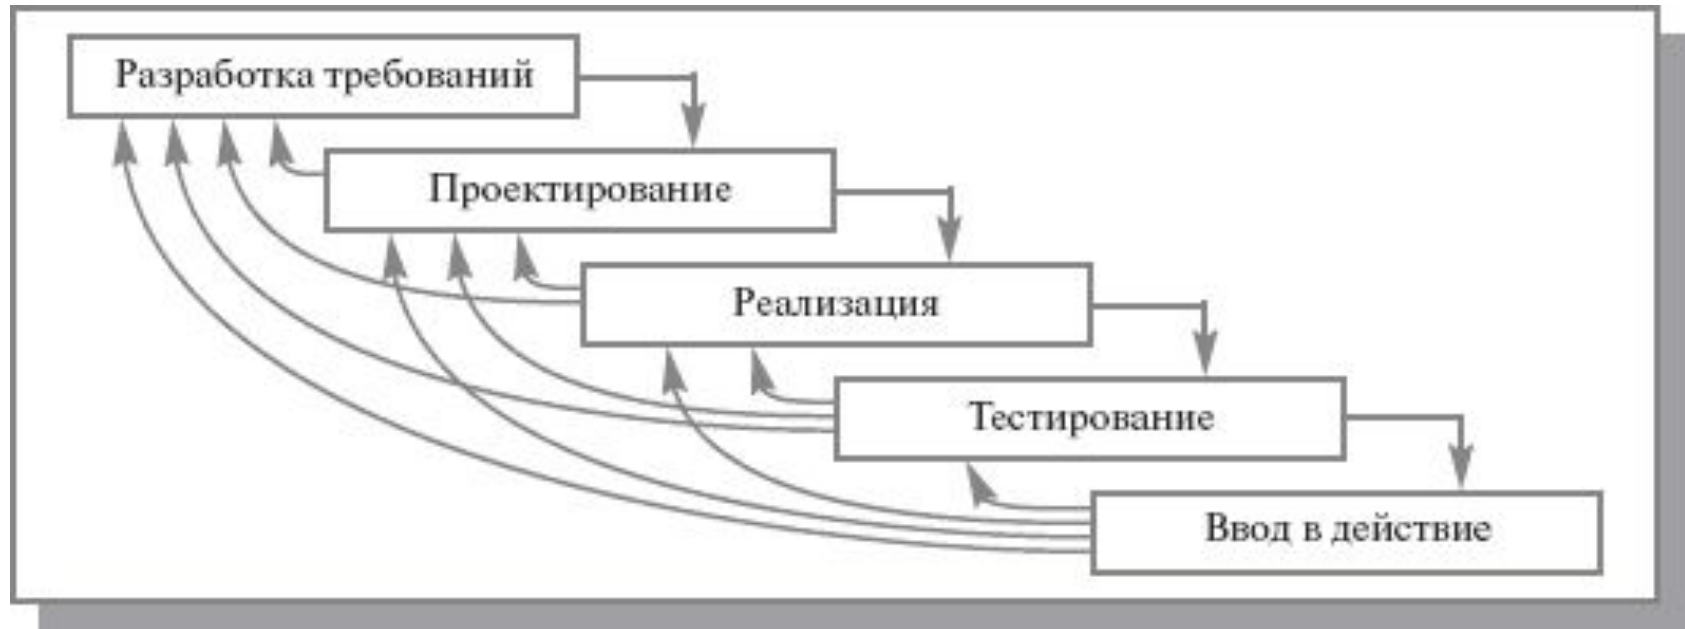 Разработка требований
Проектирование
Реализация
Тестирование
Ввод в действие